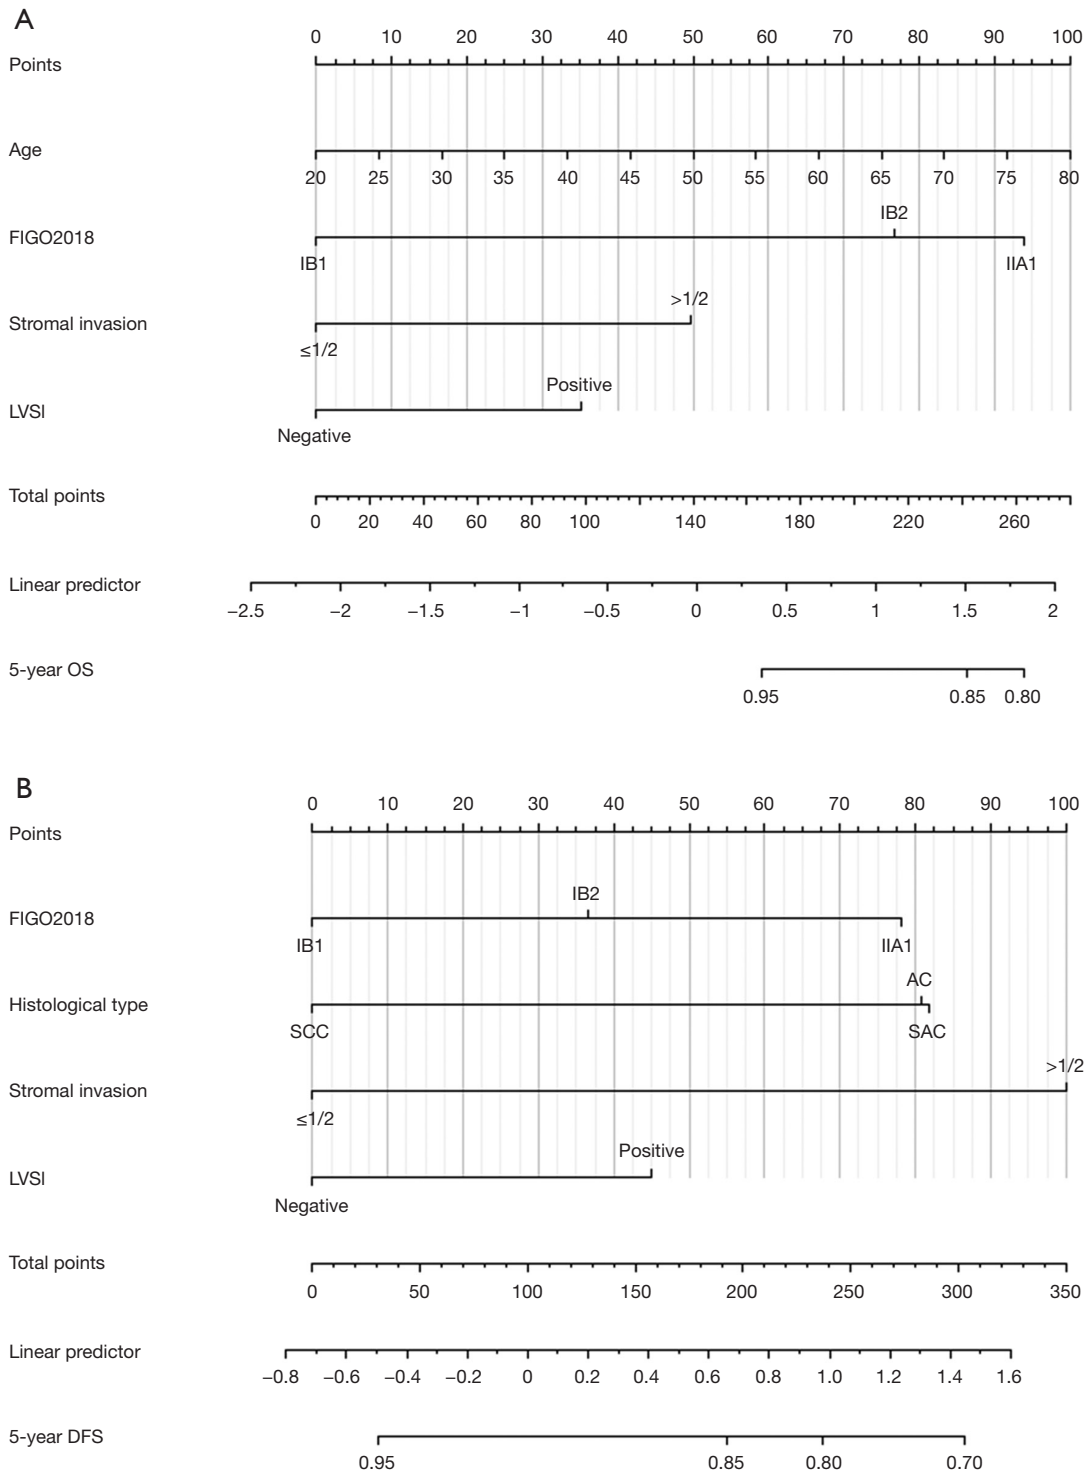 A
0 10 20 30 40 50 60 70 80 90 100
Points
Age
20 25 30 35 40 45 50 55 60 65 70 75 80
IB2
FIGO2018
IB1 IIA1
>1/2
Stromal invasion
≤1/2
Positive
LVSI
Negative
Total points
0 20 40 60 80 100 140 180 220 260
Linear predictor
−2.5 −2 −1.5 −1 −0.5 0 0.5 1 1.5 2
5-year OS
0.95 0.85 0.80
B
0 10 20 30 40 50 60 70 80 90 100
Points
IB2
FIGO2018
IB1 IIA1
AC
Histological type
SCC SAC
>1/2
Stromal invasion
≤1/2
Positive
LVSI
Negative
Total points
0 50 100 150 200 250 300 350
Linear predictor
−0.8 −0.6 −0.4 −0.2 0 0.2 0.4 0.6 0.8 1.0 1.2 1.4 1.6
5-year DFS
0.95 0.85 0.80 0.70